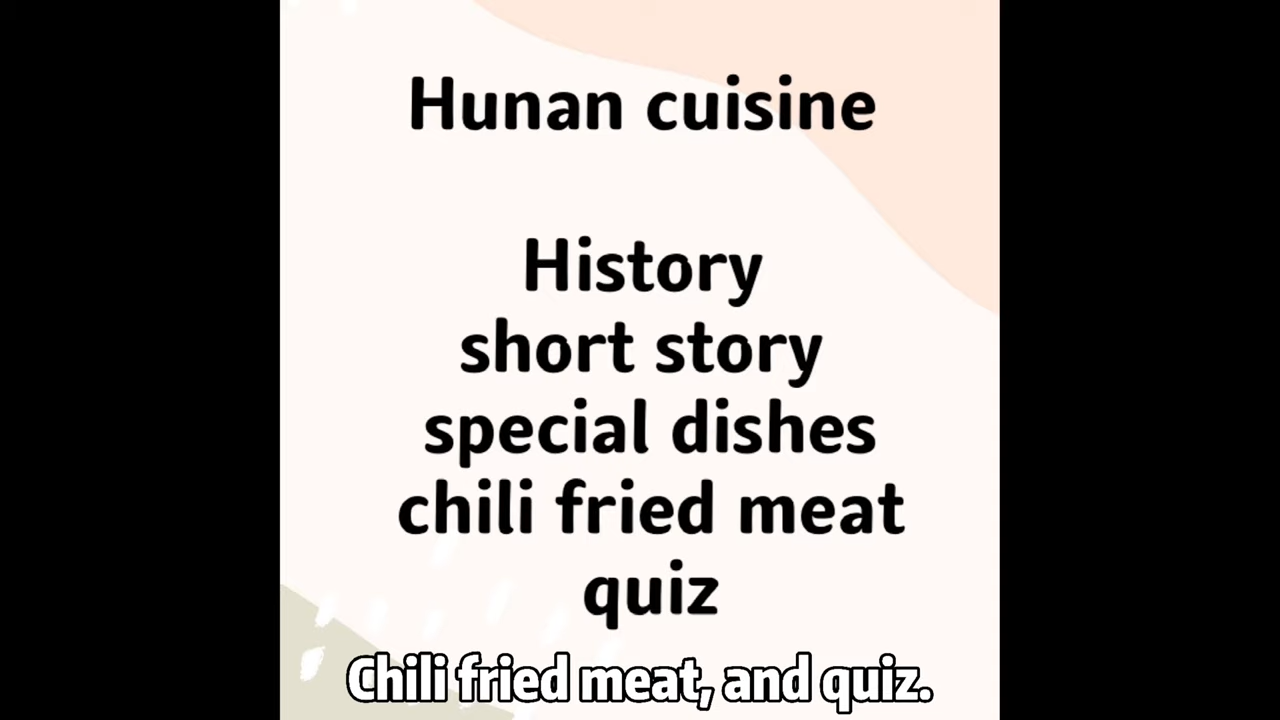 Hunan cuisine
History
short story
special dishes
chili fried meat
quiz
Chili fried meat, and quiz.